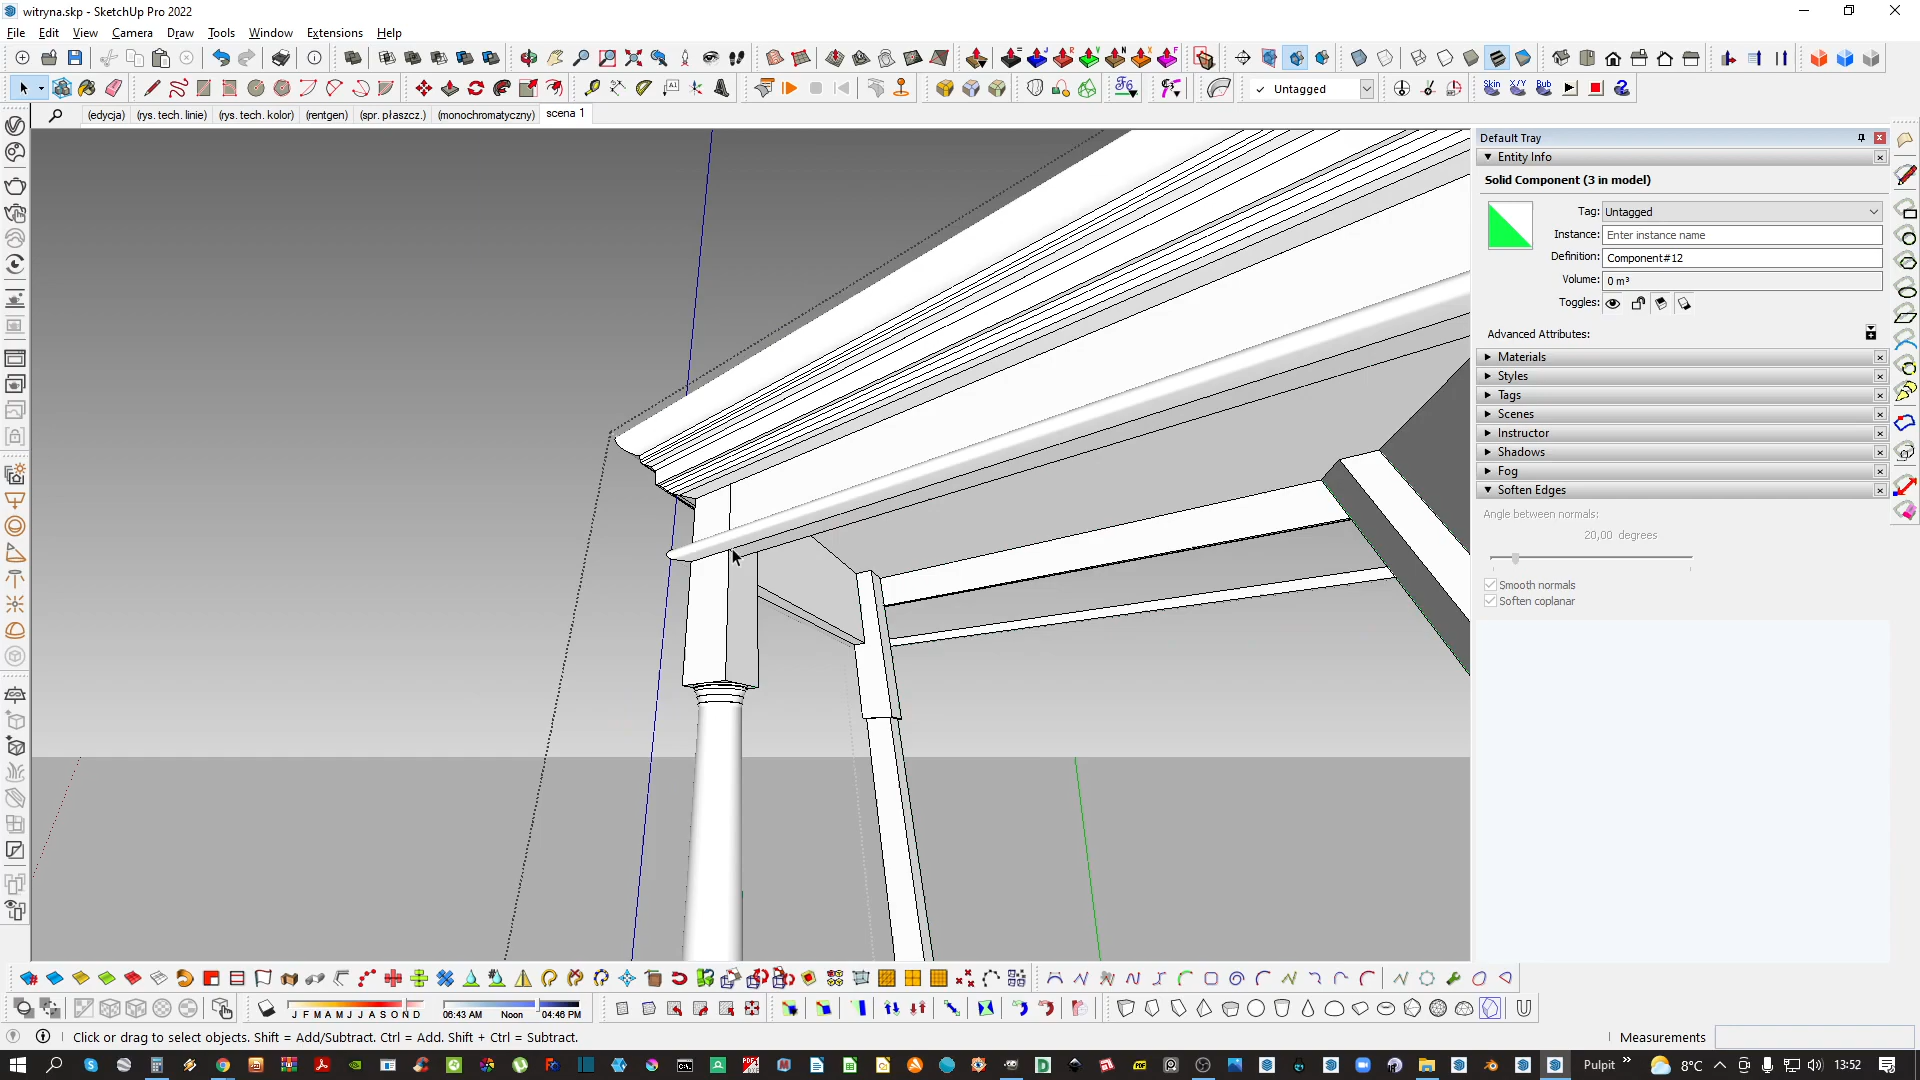 witryna.skp - SketchUp Pro 2022
File Edit View Camera Draw Tools Window Extensions Help
Untagged
Skin X/Y Bub
(edycja) (rys. tech. linie) (rys. tech. kolor) (rentgen) (spr. płaszcz.) (monochromatyczny) scena 1
Default Tray
Entity Info
Solid Component (3 in model)
Tag: Untagged
Instance: Enter instance name
Definition: Component#12
Volume: 0 m³
Toggles:
Advanced Attributes:
Materials
Styles
Tags
Scenes
Instructor
Shadows
Fog
Soften Edges
Angle between normals:
20,00 degrees
Smooth normals
Soften coplanar
J F M A M J J A S O N D 06:43 AM Noon 04:46 PM
Click or drag to select objects. Shift = Add/Subtract. Ctrl = Add. Shift + Ctrl = Subtract.
Measurements
Pulpit 8°C 13:52